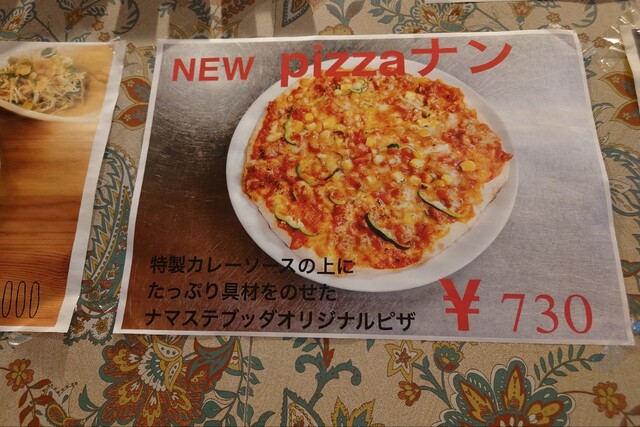 NEW pizzaナン
特製カレーソースの上に
たっぷり具材をのせた
ナマステブッダオリジナルピザ
¥ 730
000